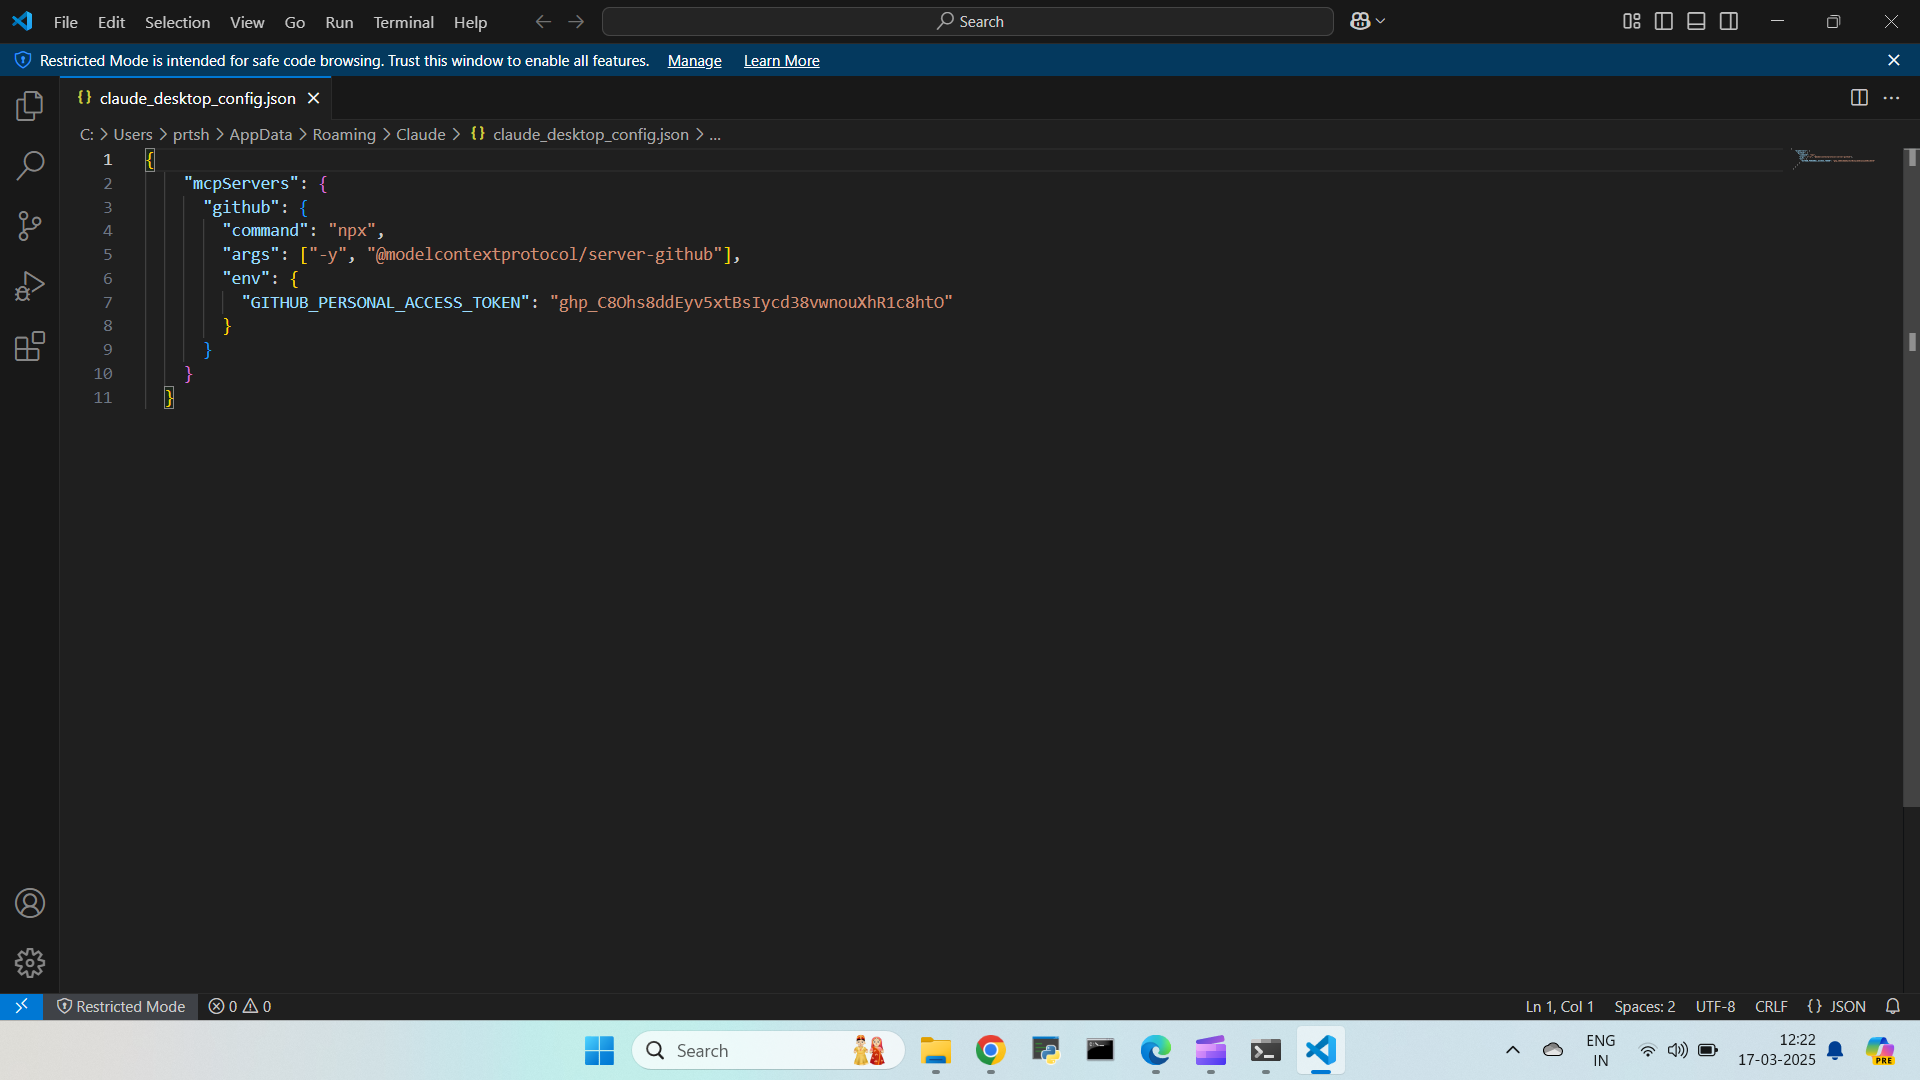 File Edit Selection View Go Run Terminal Help
Search
Restricted Mode is intended for safe code browsing. Trust this window to enable all features. Manage Learn More
{} claude_desktop_config.json
C: > Users > prtsh > AppData > Roaming > Claude > {} claude_desktop_config.json > ...
1 {
2 "mcpServers": {
3 "github": {
4 "command": "npx",
5 "args": ["-y", "@modelcontextprotocol/server-github"],
6 "env": {
7 "GITHUB_PERSONAL_ACCESS_TOKEN": "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"
8 }
9 }
10 }
11 }
Restricted Mode 0 0 Ln 1, Col 1 Spaces: 2 UTF-8 CRLF {} JSON
Search
ENG
IN
12:22
17-03-2025
PRE